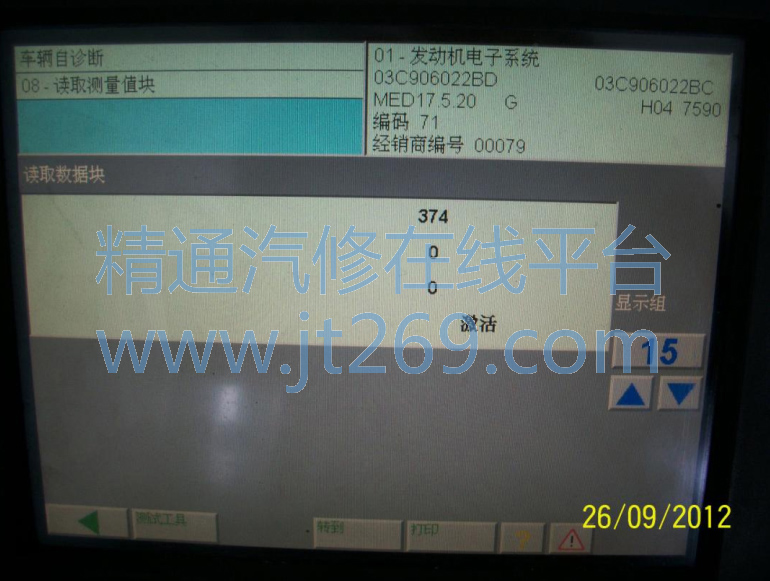 车辆自诊断
08 - 读取测量值块
01 - 发动机电子系统
03C906022BD 03C906022BC
MED17.5.20 G H04 7590
编码 71
经销商编号 00079
读取数据块
374
0
0
激活
显示组
15
精通汽修在线平台
www.jt269.com
测试工具
转到
打印
?
26/09/2012